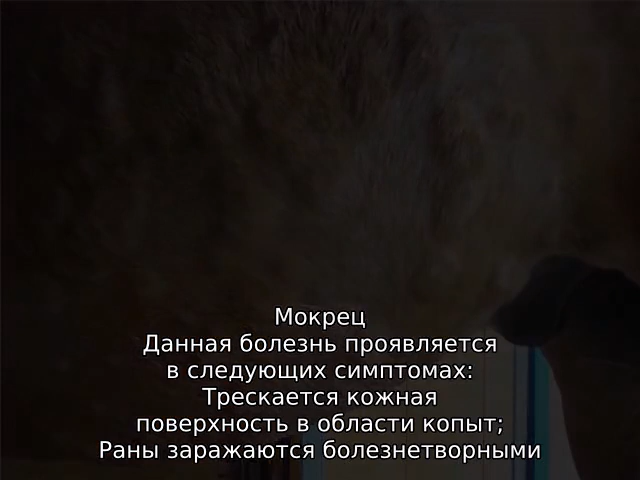 Мокрец
Данная болезнь проявляется
в следующих симптомах:
Трескается кожная
поверхность в области копыт;
Раны заражаются болезнетворными